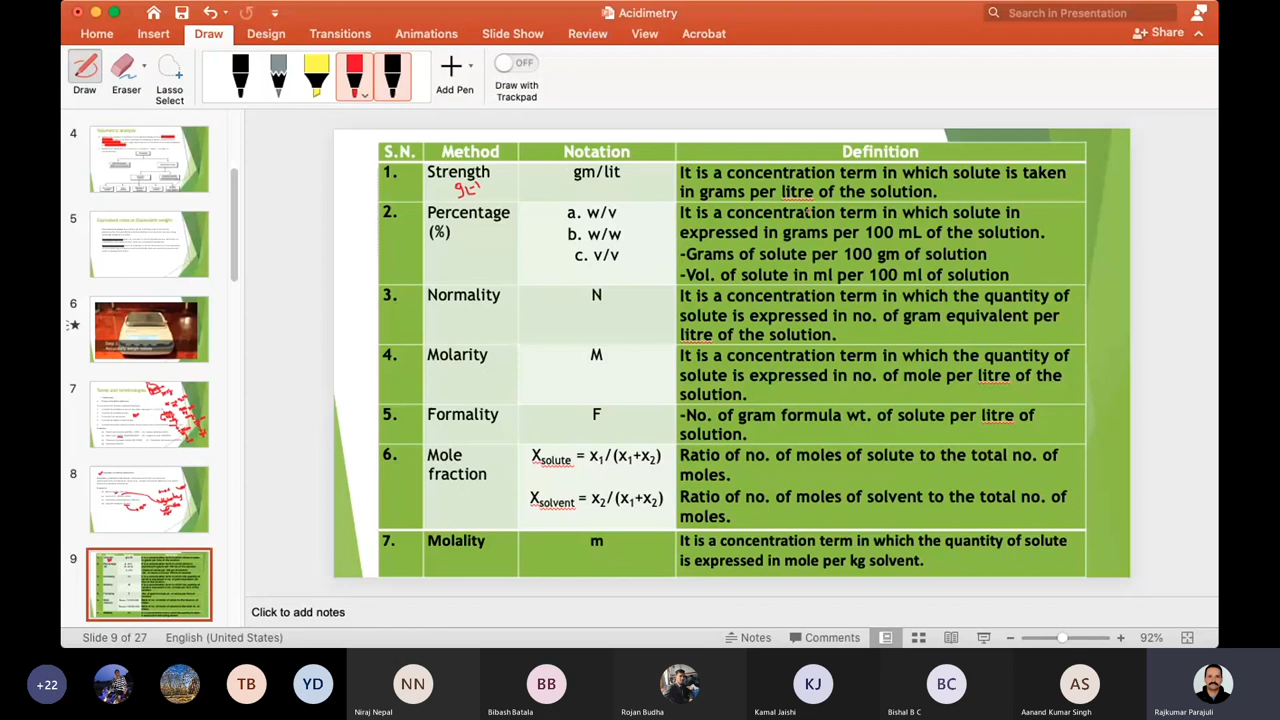 Acidimetry
Search in Presentation
Home Insert Draw Design Transitions Animations Slide Show Review View Acrobat
Share
Draw
Eraser
Lasso
Select
Add Pen
OFF
Draw with
Trackpad
4
5
6
7
8
9
S.N. Method Notation Definition
1. Strength gm/lit It is a concentration term in which solute is taken
in grams per litre of the solution.
2. Percentage a. w/v It is a concentration term in which solute in
(%) b. w/w expressed in grams per 100 mL of the solution.
c. v/v -Grams of solute per 100 gm of solution
-Vol. of solute in ml per 100 ml of solution
3. Normality N It is a concentration term in which the quantity of
solute is expressed in no. of gram equivalent per
litre of the solution.
4. Molarity M It is a concentration term in which the quantity of
solute is expressed in no. of mole per litre of the
solution.
5. Formality F -No. of gram fomula wt. of solute per litre of
solution.
6. Mole Xsolute = x1/(x1+x2) Ratio of no. of moles of solute to the total no. of
fraction moles.
Xsolvent = x2/(x1+x2) Ratio of no. of moles of solvent to the total no. of
moles.
7. Molality m It is a concentration term in which the quantity of solute
is expressed in mole per kg solvent.
Click to add notes
Slide 9 of 27 English (United States) Notes Comments 92%
+22 TB YD NN BB KJ BC AS
Niraj Nepal Bibash Batala Rojan Budha Kamal Jaishi Bishal B C Aanand Kumar Singh Rajkumar Parajuli